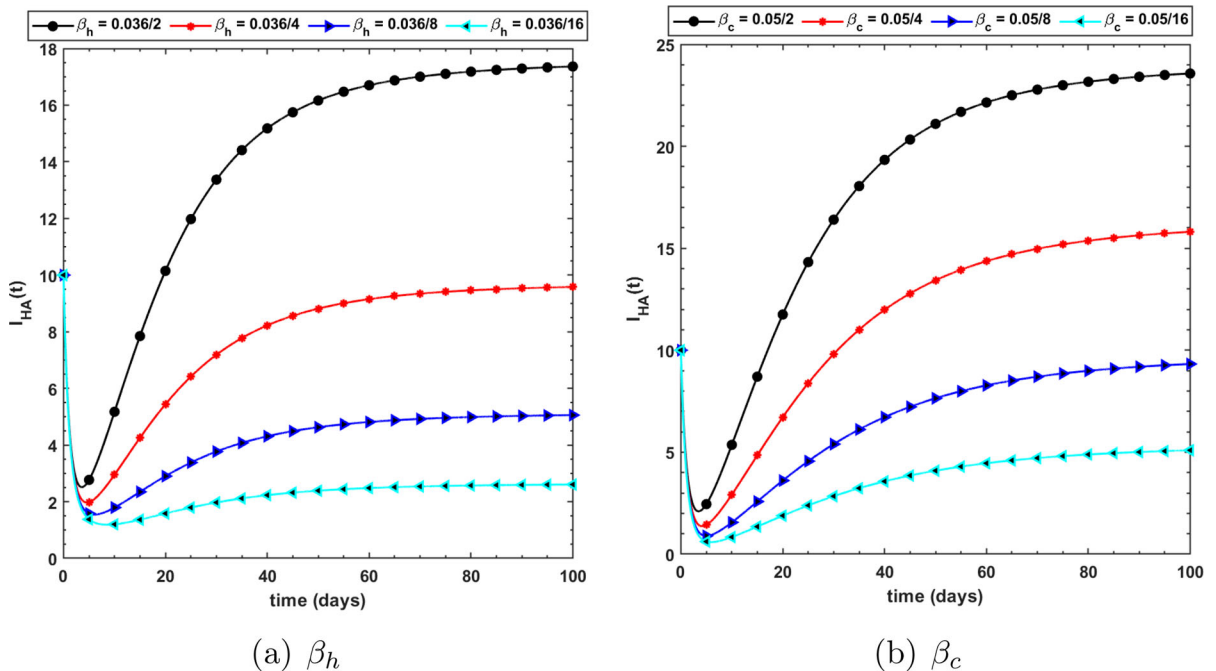 β_h = 0.036/2 β_h = 0.036/4 β_h = 0.036/8 β_h = 0.036/16
18
16
14
12
10
8
6
4
2
0
I_HA(t)
0 20 40 60 80 100
time (days)
(a) β_h
β_c = 0.05/2 β_c = 0.05/4 β_c = 0.05/8 β_c = 0.05/16
25
20
15
10
5
0
I_HA(t)
0 20 40 60 80 100
time (days)
(b) β_c